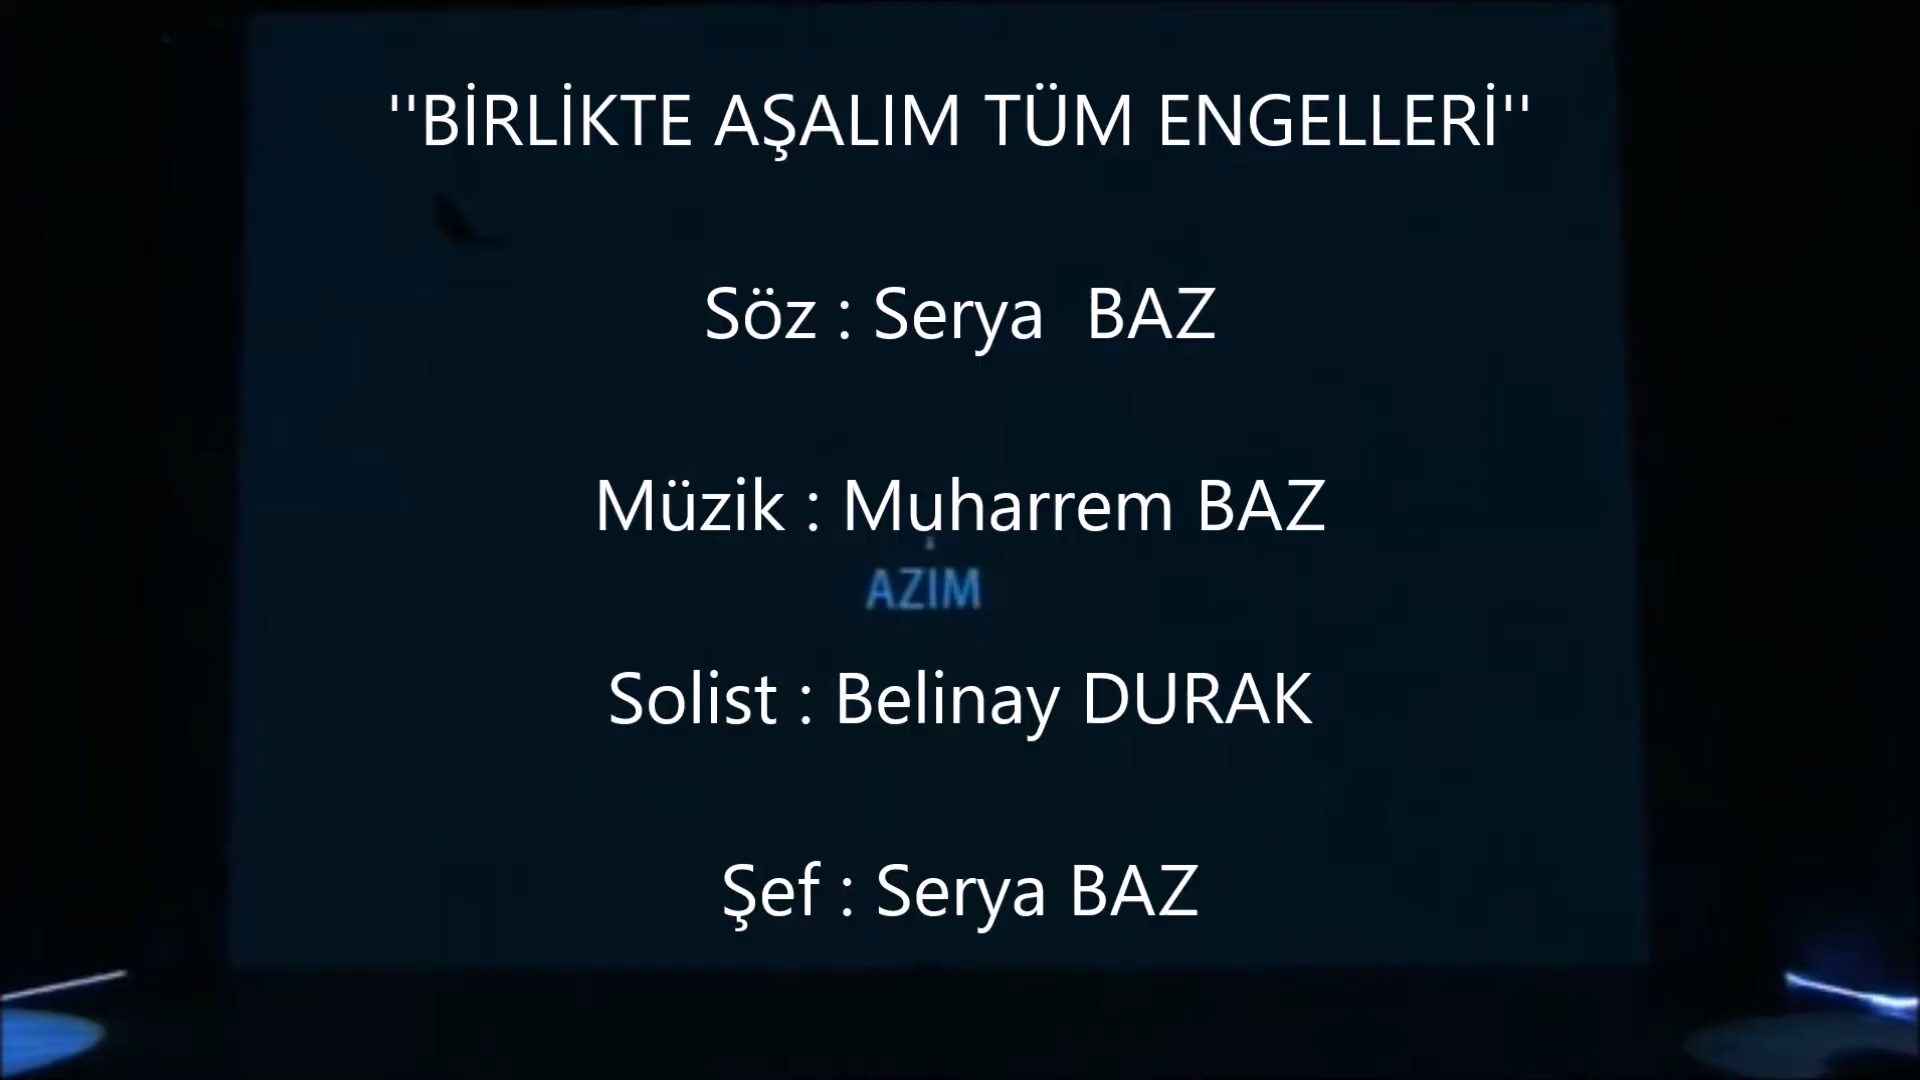 ''BİRLİKTE AŞALIM TÜM ENGELLERİ''
Söz : Serya  BAZ
Müzik : Muharrem BAZ
AZIM
Solist : Belinay DURAK
Şef : Serya BAZ